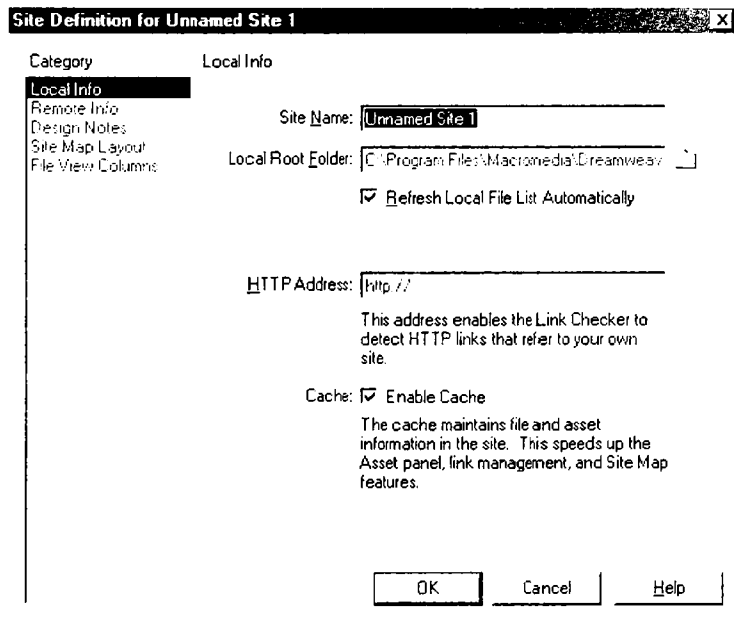 Site Definition for Unnamed Site 1
Category
Local Info
Remote Info
Design Notes
Site Map Layout
File View Columns
Local Info
Site Name: Unnamed Site 1
Local Root Folder: C:\Program Files\Macromedia\Dreamweav
Refresh Local File List Automatically
HTTP Address: http://
This address enables the Link Checker to
detect HTTP links that refer to your own
site.
Cache: Enable Cache
The cache maintains file and asset
information in the site. This speeds up the
Asset panel, link management, and Site Map
features.
OK Cancel Help